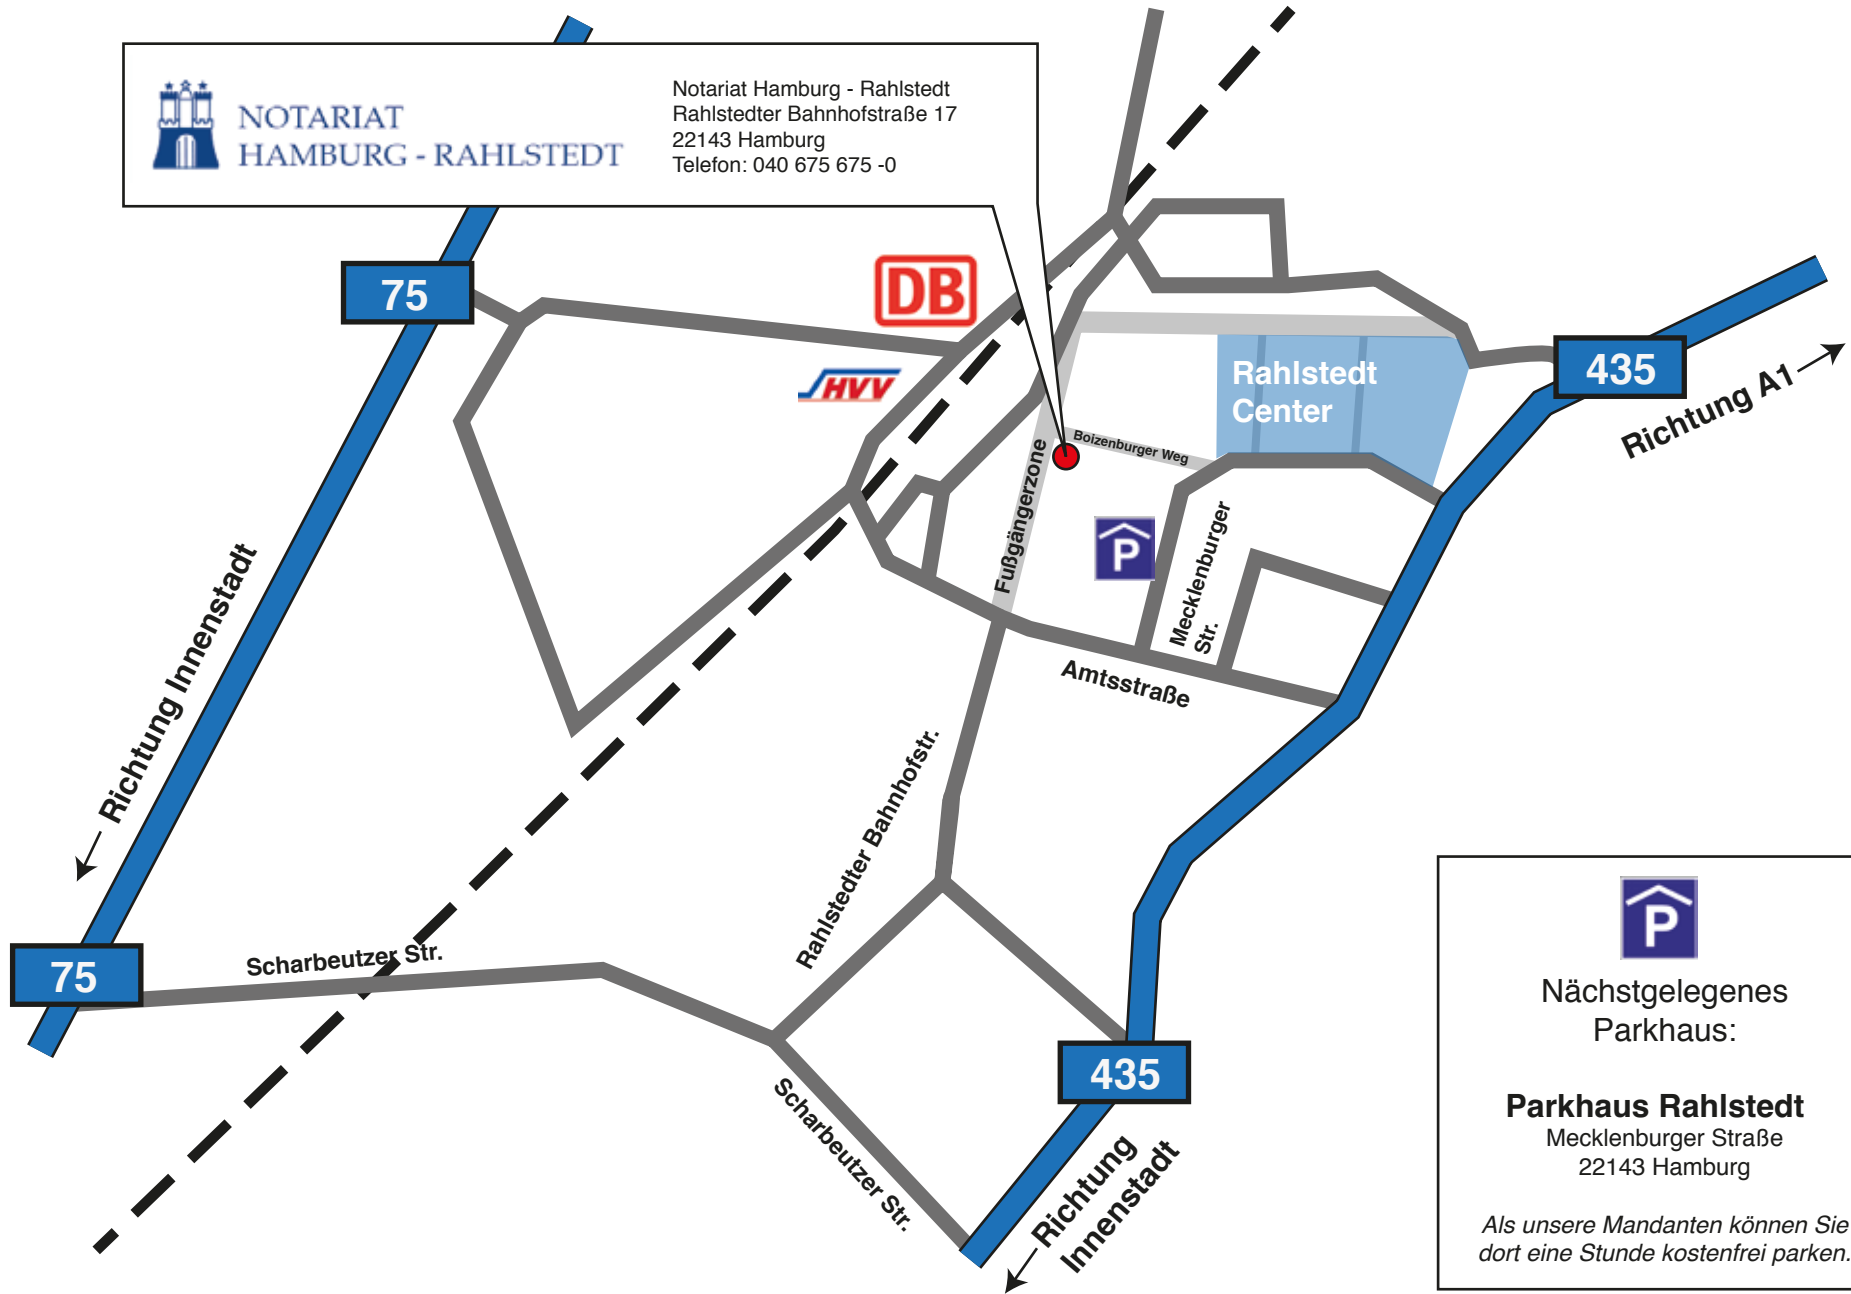 NOTARIAT
HAMBURG - RAHLSTEDT
Notariat Hamburg - Rahlstedt
Rahlstedter Bahnhofstraße 17
22143 Hamburg
Telefon: 040 675 675 -0
75
DB
HVV
Rahlstedt
Center
435
Richtung A1
Boizenburger Weg
Fußgängerzone
P
Mecklenburger
Str.
Amtsstraße
Richtung Innenstadt
Rahlstedter Bahnhofstr.
Scharbeutzer Str.
75
435
Scharbeutzer Str.
Richtung
Innenstadt
P
Nächstgelegenes
Parkhaus:
Parkhaus Rahlstedt
Mecklenburger Straße
22143 Hamburg
Als unsere Mandanten können Sie
dort eine Stunde kostenfrei parken.